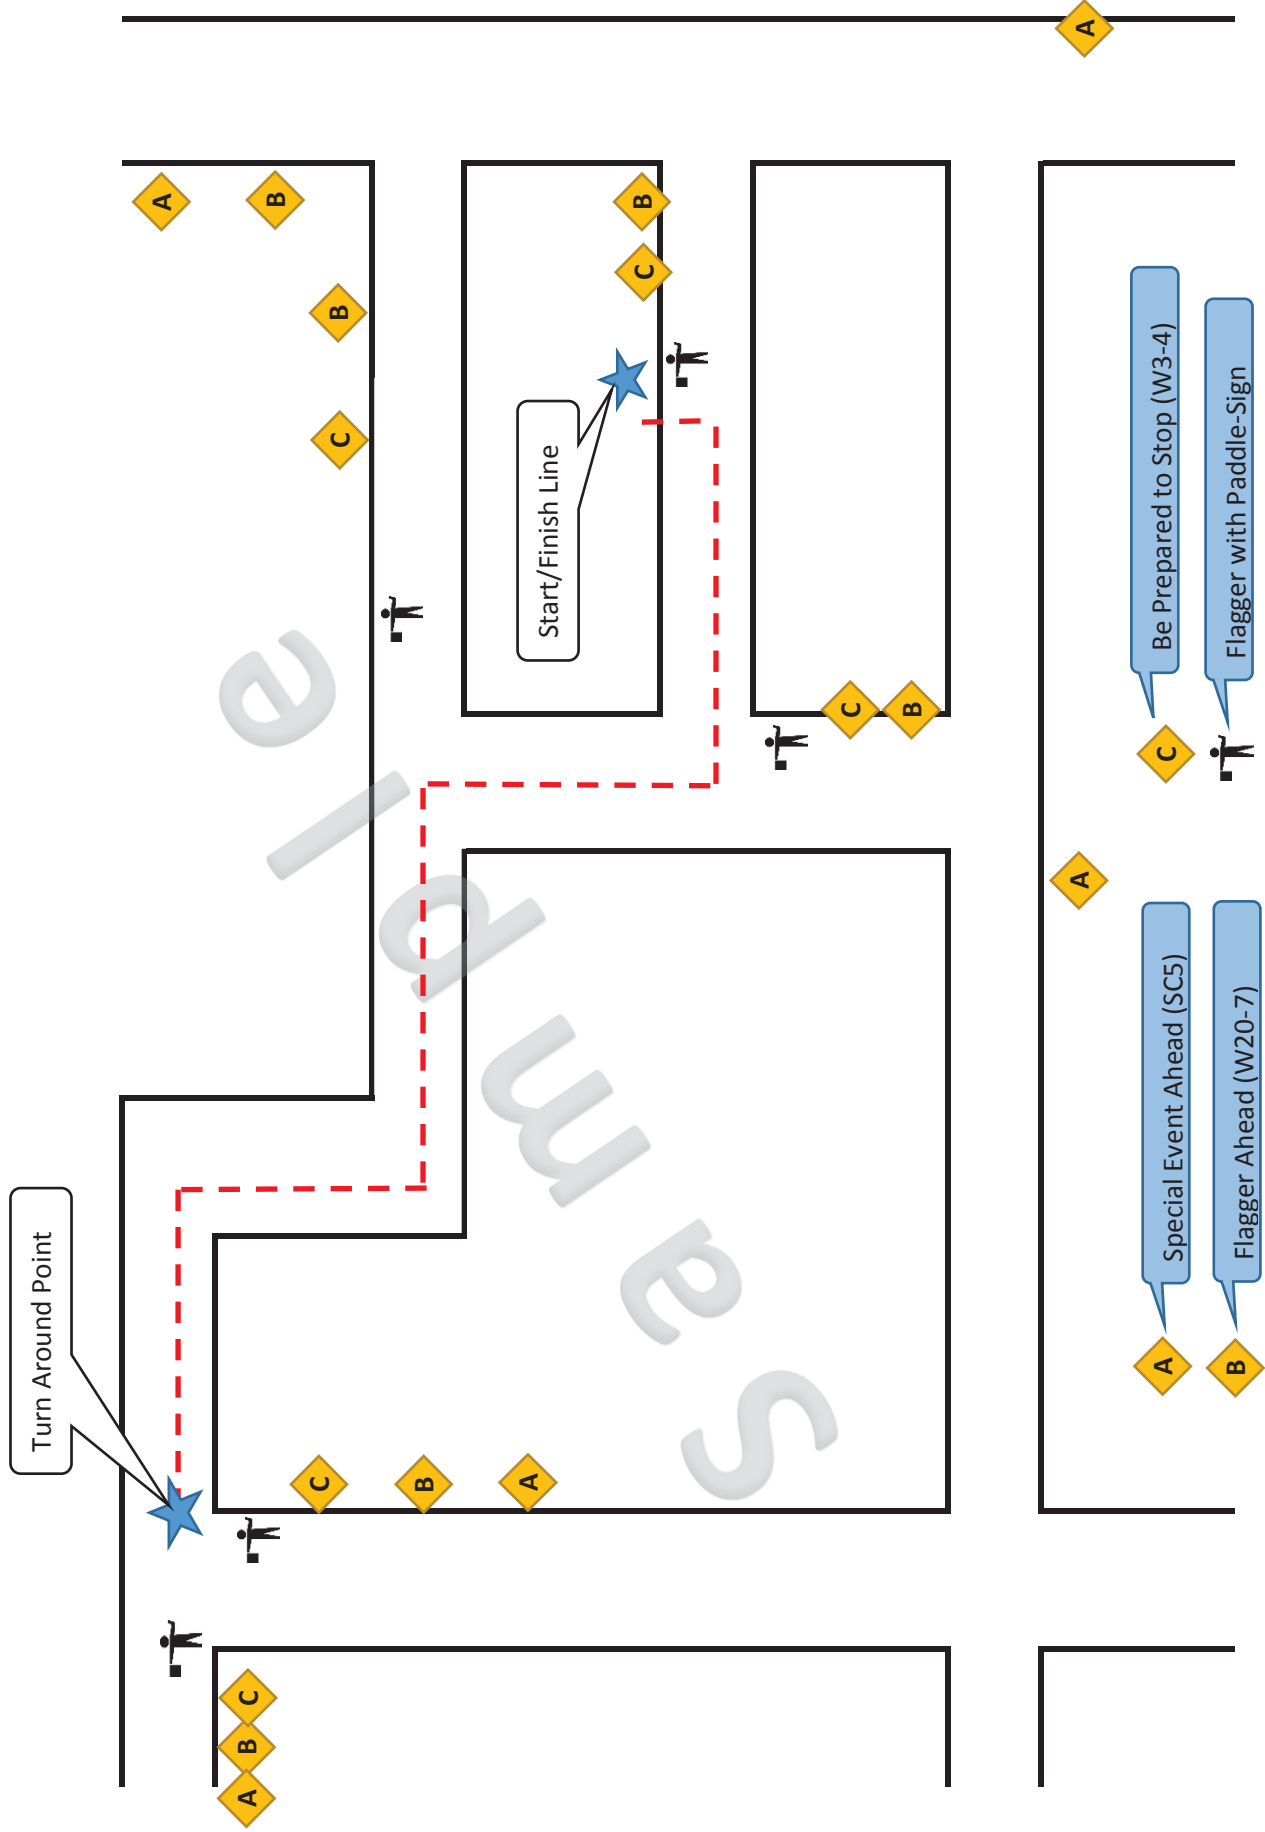 Turn Around Point
A
A B C
B
C
C B
B
A
Start/Finish Line
C B
Sample
C
B
A
A
A Special Event Ahead (SC5)
B Flagger Ahead (W20-7)
C Be Prepared to Stop (W3-4)
Flagger with Paddle-Sign